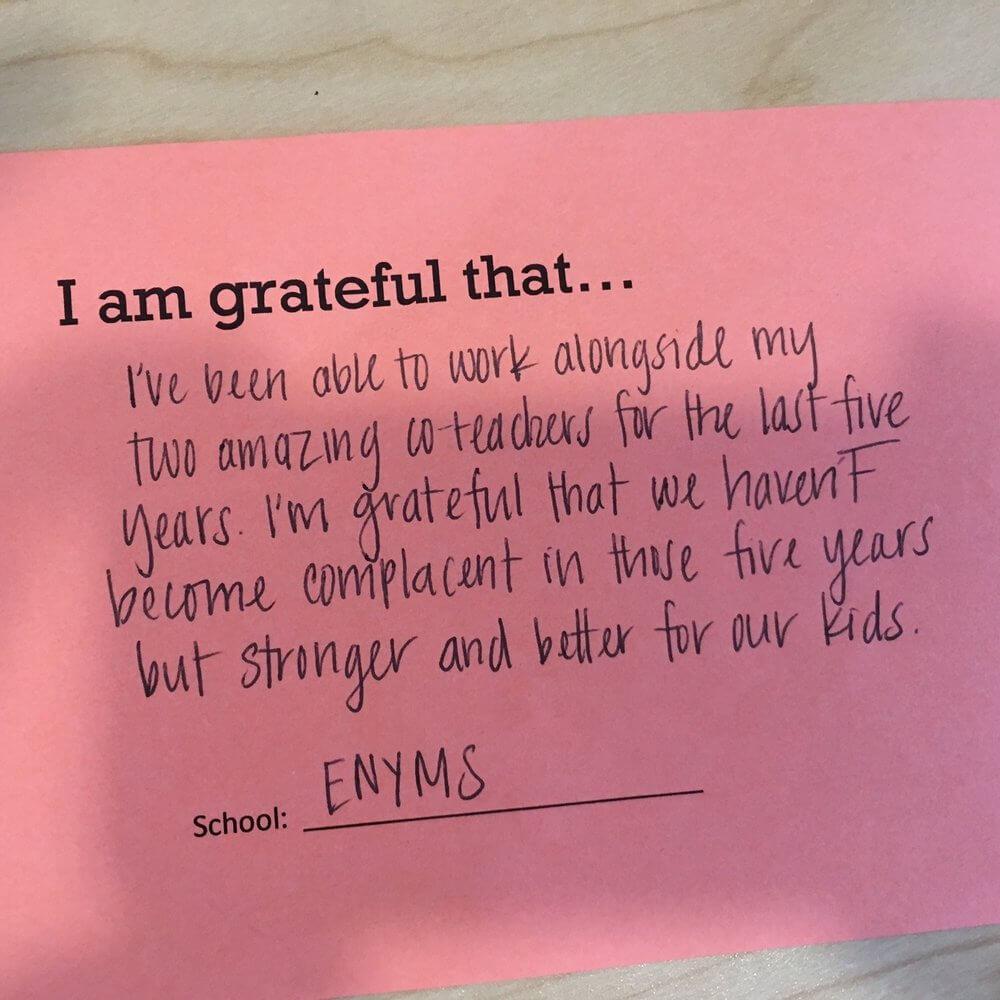 I am grateful that...
I've been able to work alongside my
two amazing co-teachers for the last five
years. I'm grateful that we haven't
become complacent in those five years
but stronger and better for our kids.
School: ENYMS